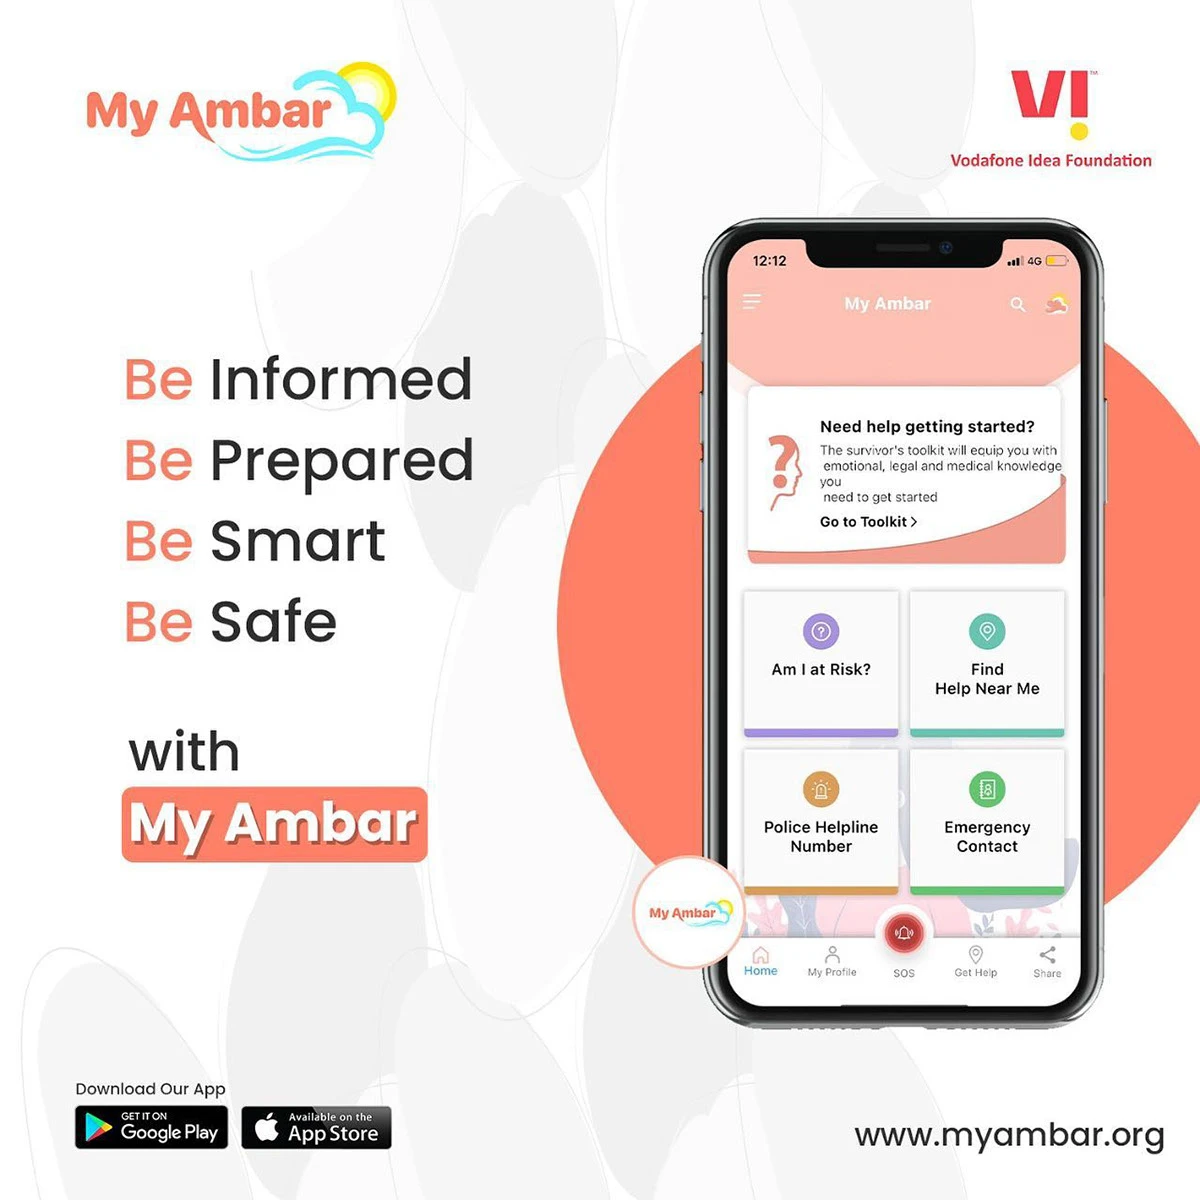 My Ambar
VI™
Vodafone Idea Foundation
Be Informed
Be Prepared
Be Smart
Be Safe
with
My Ambar
12:12
4G
My Ambar
Need help getting started?
The survivor's toolkit will equip you with
emotional, legal and medical knowledge
you
need to get started
Go to Toolkit >
Am I at Risk?
Find
Help Near Me
Police Helpline
Number
Emergency
Contact
My Ambar
Home
My Profile
SOS
Get Help
Share
Download Our App
GET IT ON
Google Play
Available on the
App Store
www.myambar.org